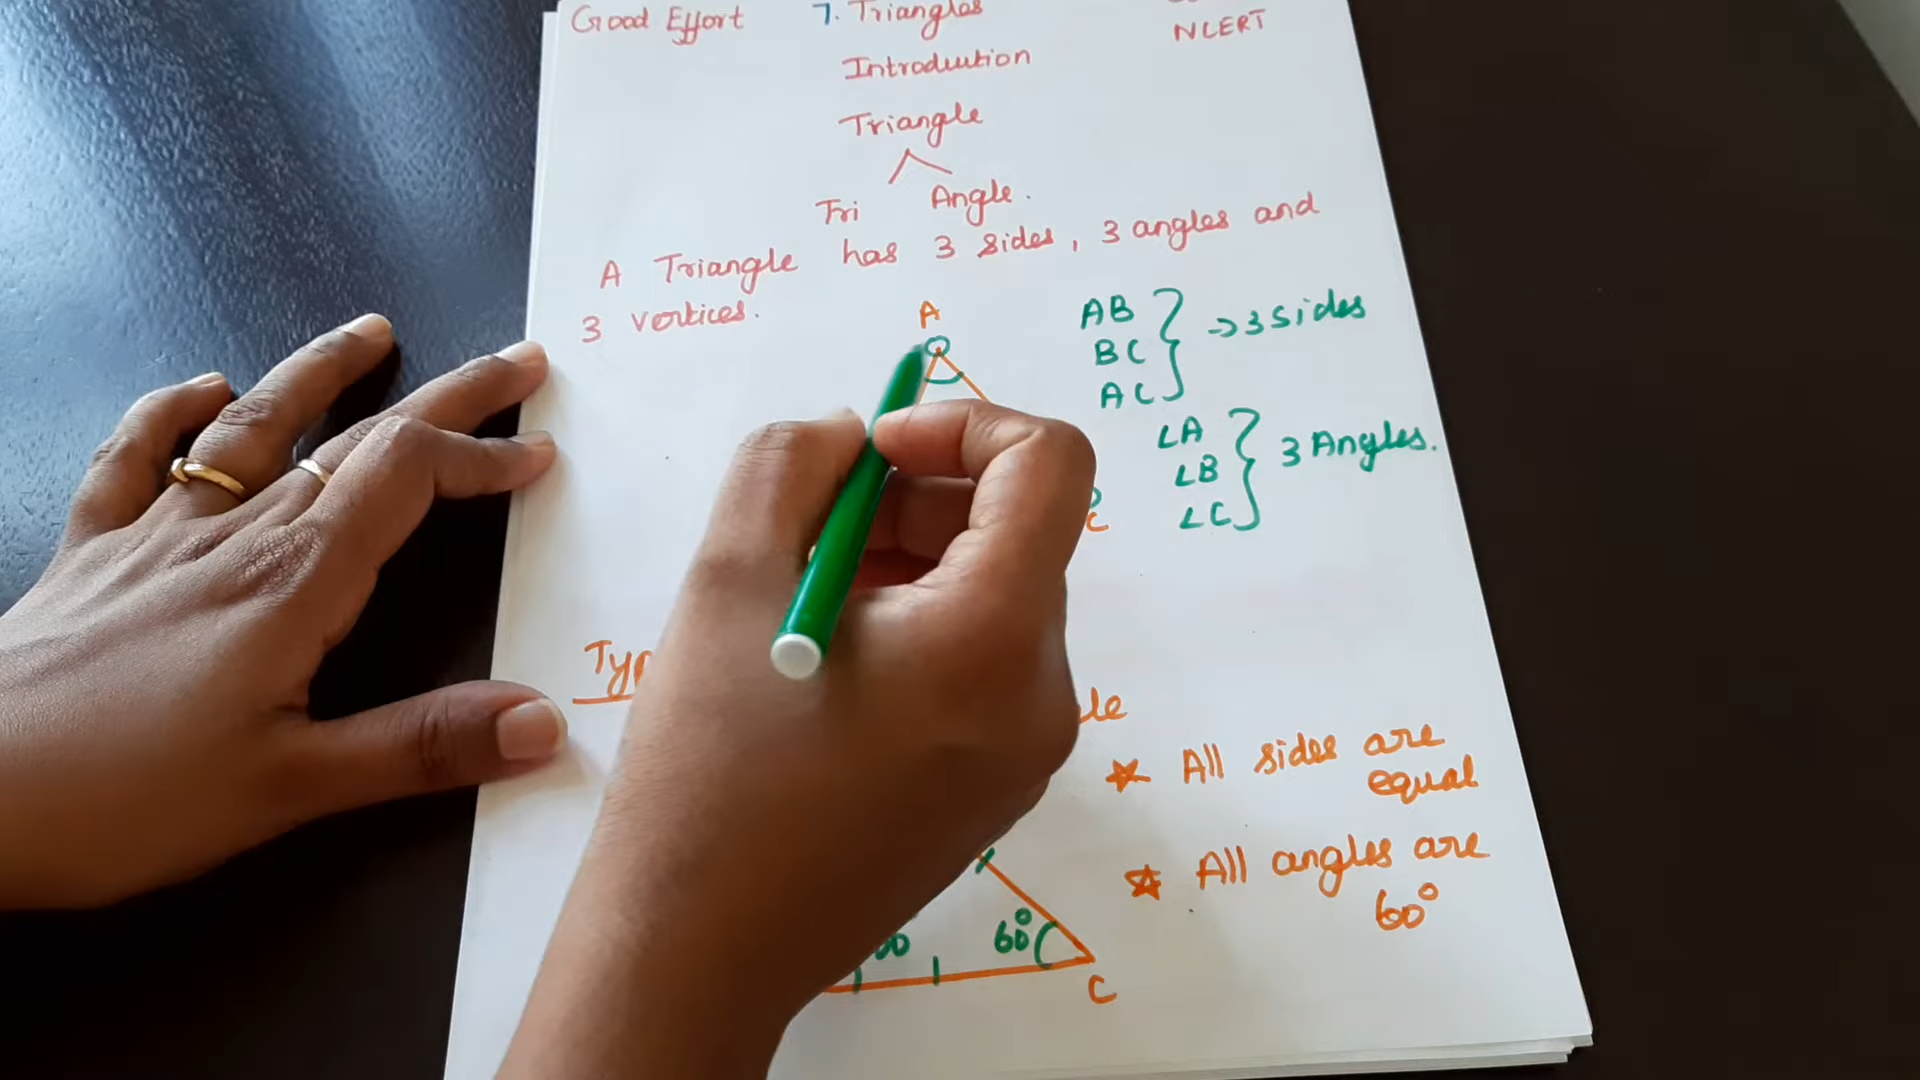 Good Effort
7. Triangles
NCERT
Introduction
Triangle
Tri Angle.
A Triangle has 3 sides, 3 angles and
3 vertices.
A
AB
BC
AC
→ 3 sides
∠A
∠B
∠C
3 Angles.
C
All sides are
equal
All angles are
60°
60°
C